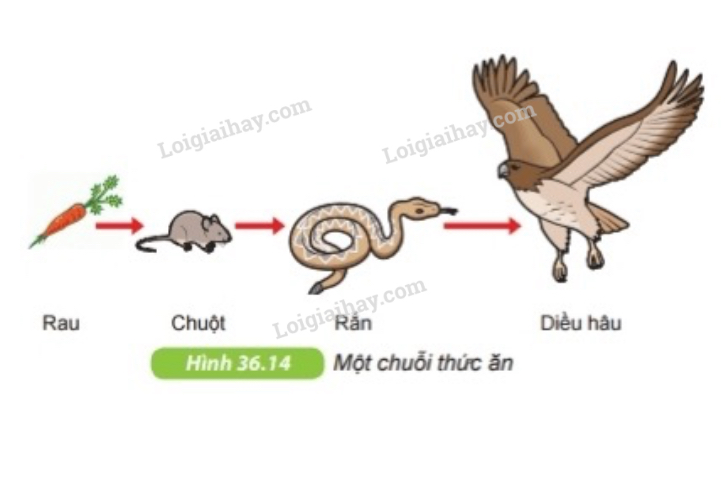 Loigiaihay.com
Loigiaihay.com
Loigiaihay.com
Rau
Chuột
Rắn
Diều hâu
Hình 36.14
Một chuỗi thức ăn